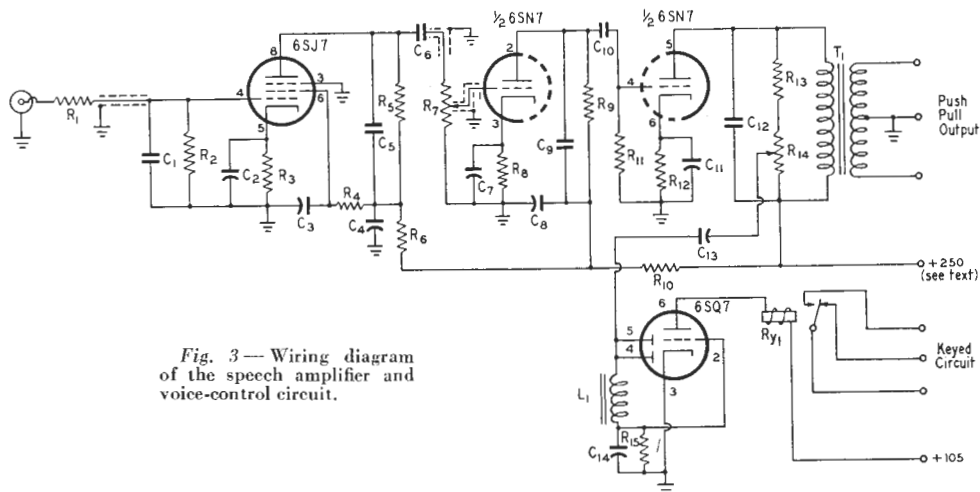 6SJ7
½ 6SN7
½ 6SN7
8
3
6
4
5
R1
C1
R2
C2
R3
C3
R4
C4
C5
R5
R6
C6
R7
2
3
C7
R8
C8
C9
R9
C10
R10
5
4
6
R11
R12
C11
C12
R13
R14
C13
T1
Push
Pull
Output
+250
(see text)
6SQ7
6
5
4
2
3
L1
C14
R15
Ry1
Keyed
Circuit
+105
Fig. 3 — Wiring diagram
of the speech amplifier and
voice-control circuit.